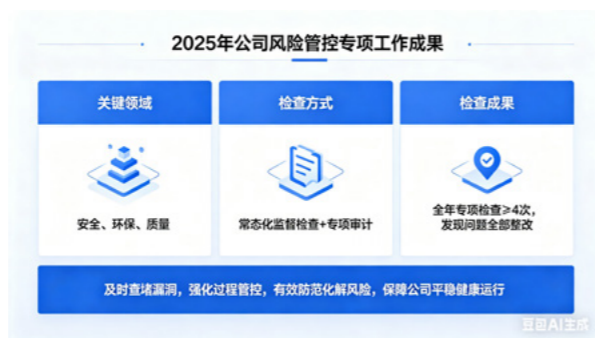 2025年公司风险管控专项工作成果
关键领域
检查方式
检查成果
安全、环保、质量
常态化监督检查+专项审计
全年专项检查≥4次，
发现问题全部整改
及时查堵漏洞，强化过程管控，有效防范化解风险，保障公司平稳健康运行
豆包AI生成